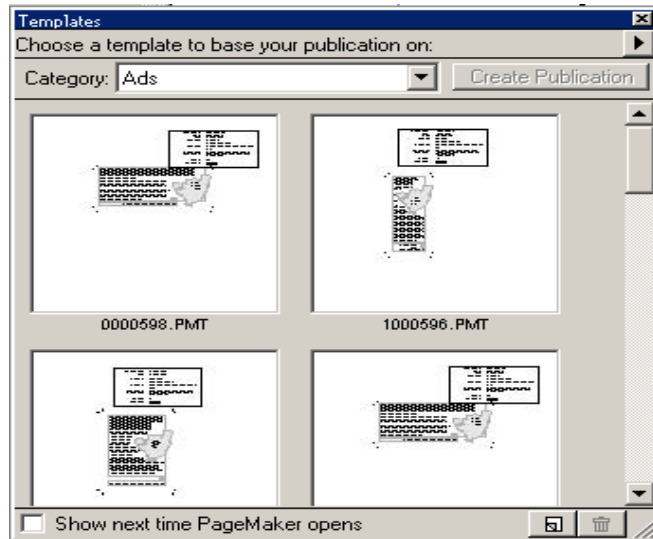 Templates
Choose a template to base your publication on:
Category: Ads Create Publication
0000598.PMT 1000596.PMT
Show next time PageMaker opens